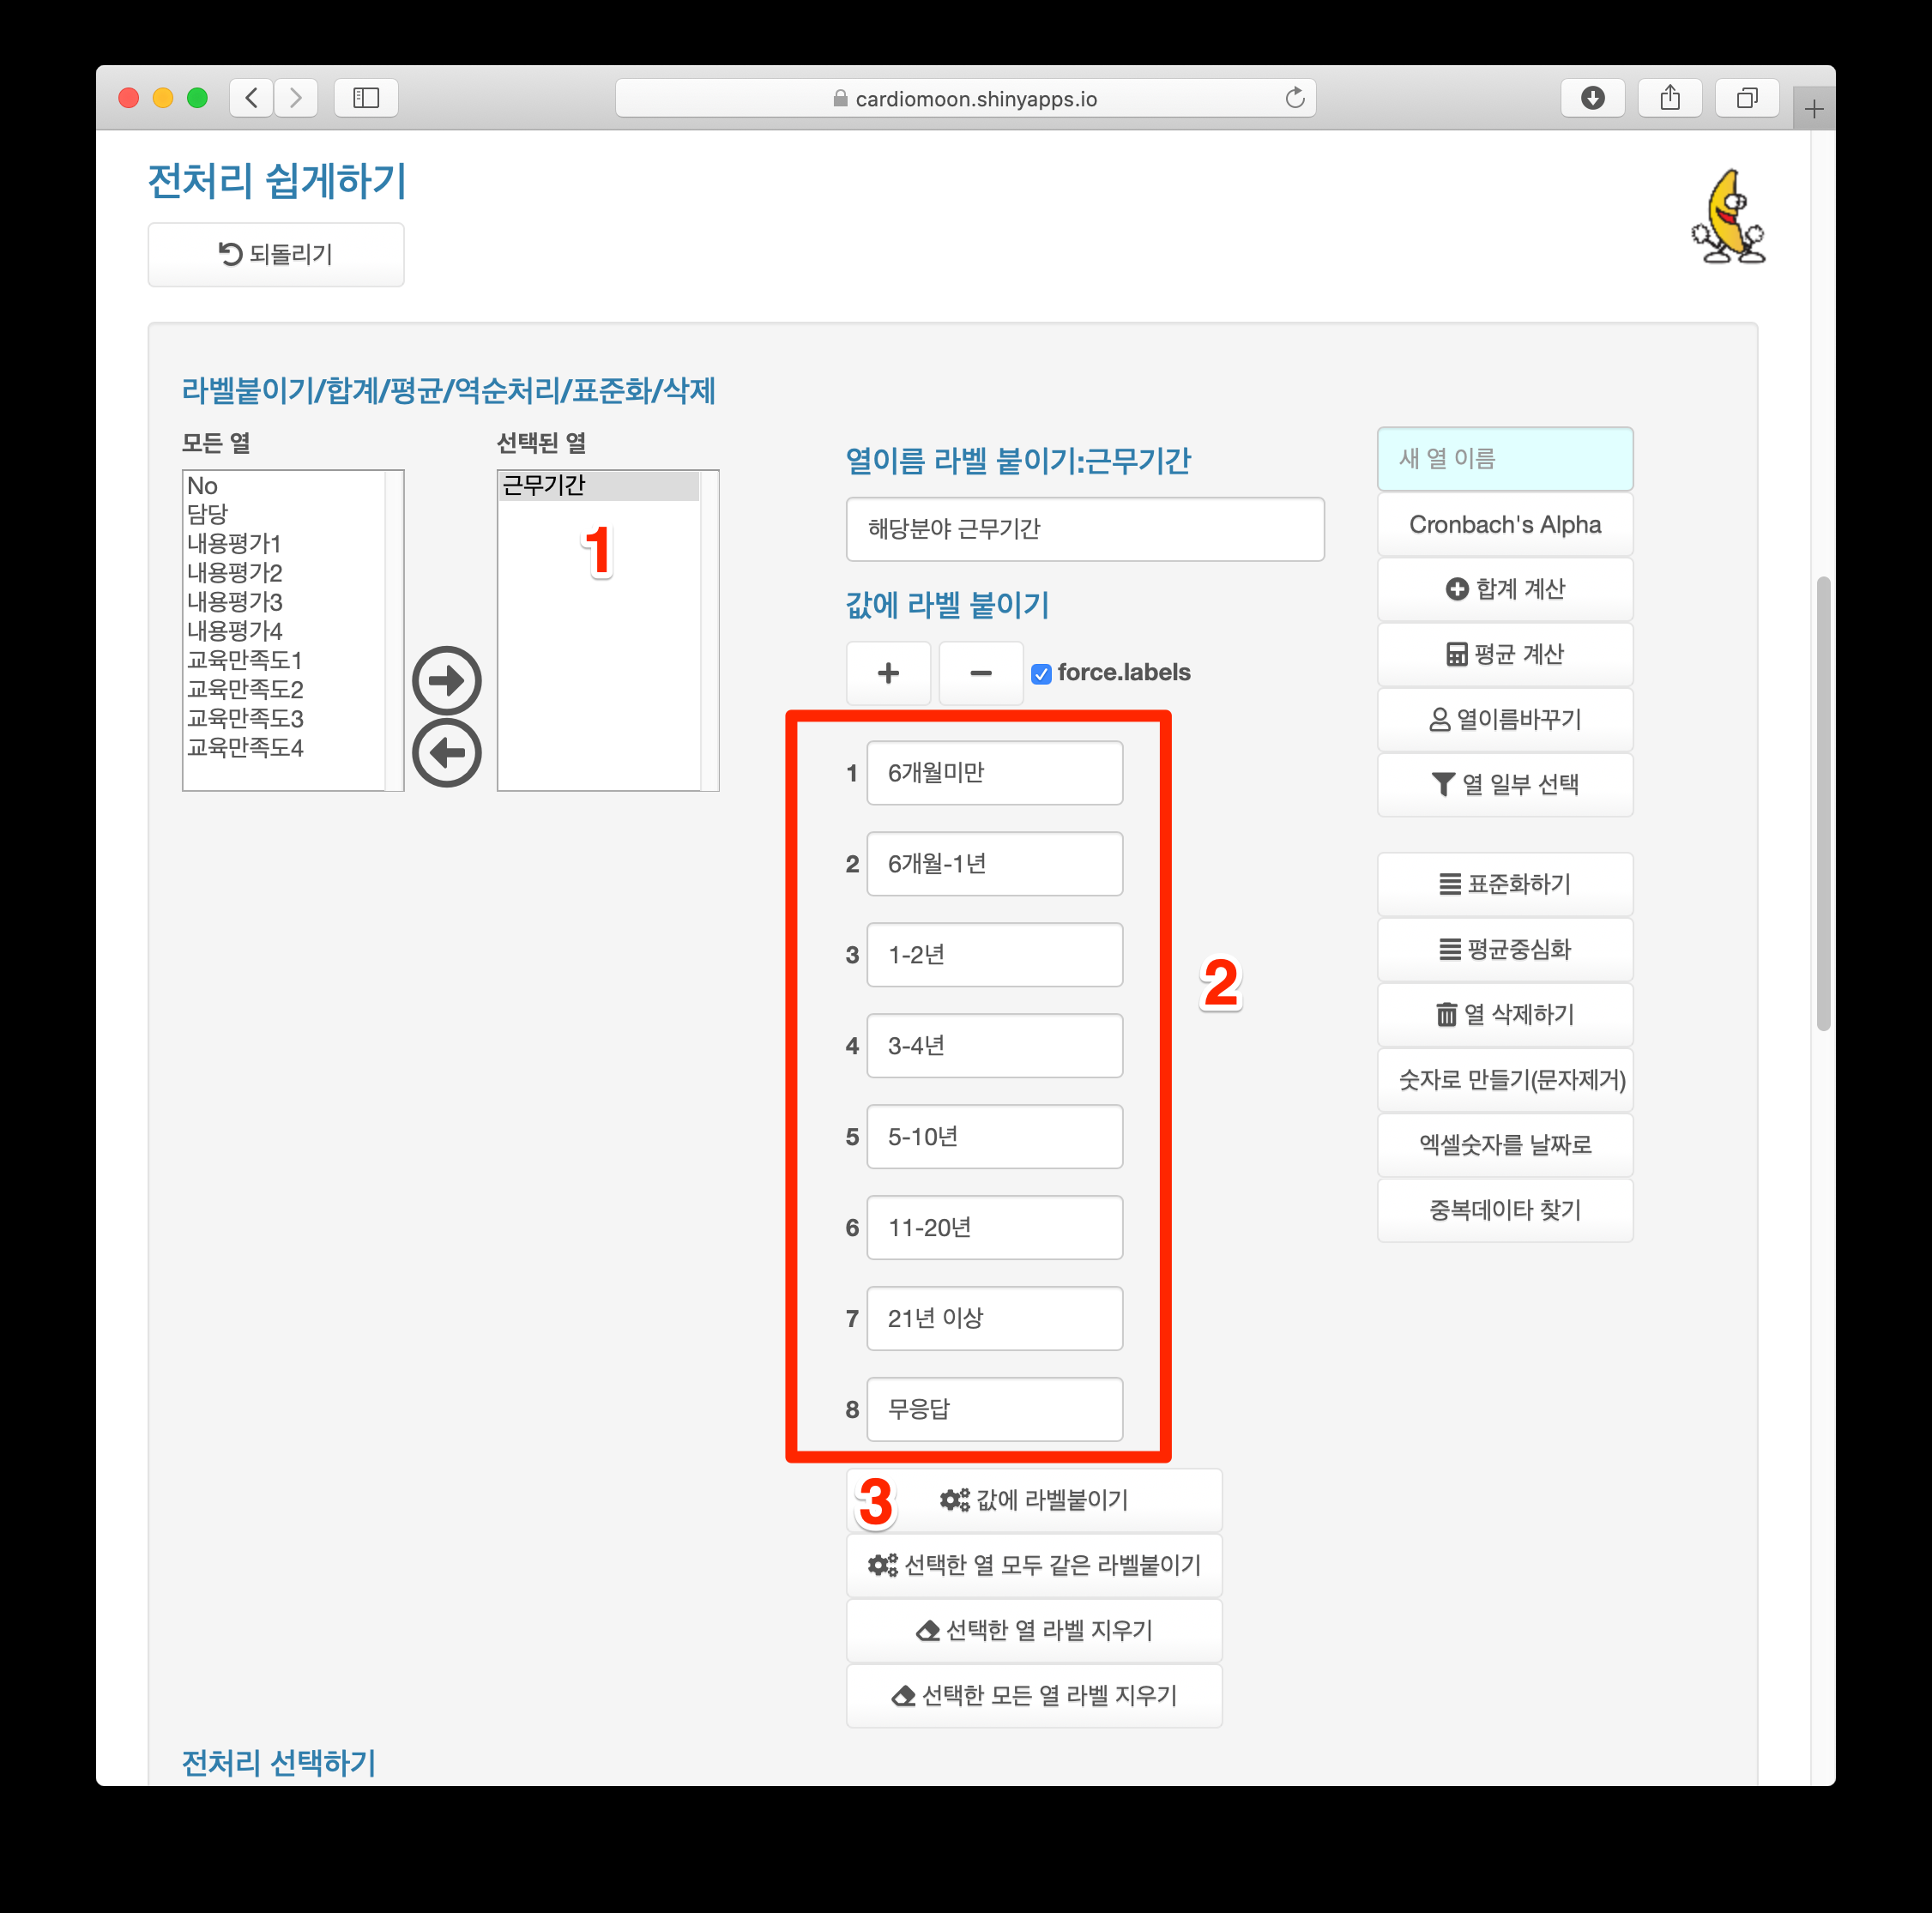 cardiomoon.shinyapps.io
전처리 쉽게하기
되돌리기
라벨붙이기/합계/평균/역순처리/표준화/삭제
모든 열
No
담당
내용평가1
내용평가2
내용평가3
내용평가4
교육만족도1
교육만족도2
교육만족도3
교육만족도4
선택된 열
근무기간
1
열이름 라벨 붙이기:근무기간
해당분야 근무기간
값에 라벨 붙이기
force.labels
1 6개월미만
2 6개월-1년
3 1-2년
4 3-4년
5 5-10년
6 11-20년
7 21년 이상
8 무응답
2
3 값에 라벨붙이기
선택한 열 모두 같은 라벨붙이기
선택한 열 라벨 지우기
선택한 모든 열 라벨 지우기
새 열 이름
Cronbach's Alpha
합계 계산
평균 계산
열이름바꾸기
열 일부 선택
표준화하기
평균중심화
열 삭제하기
숫자로 만들기(문자제거)
엑셀숫자를 날짜로
중복데이타 찾기
전처리 선택하기